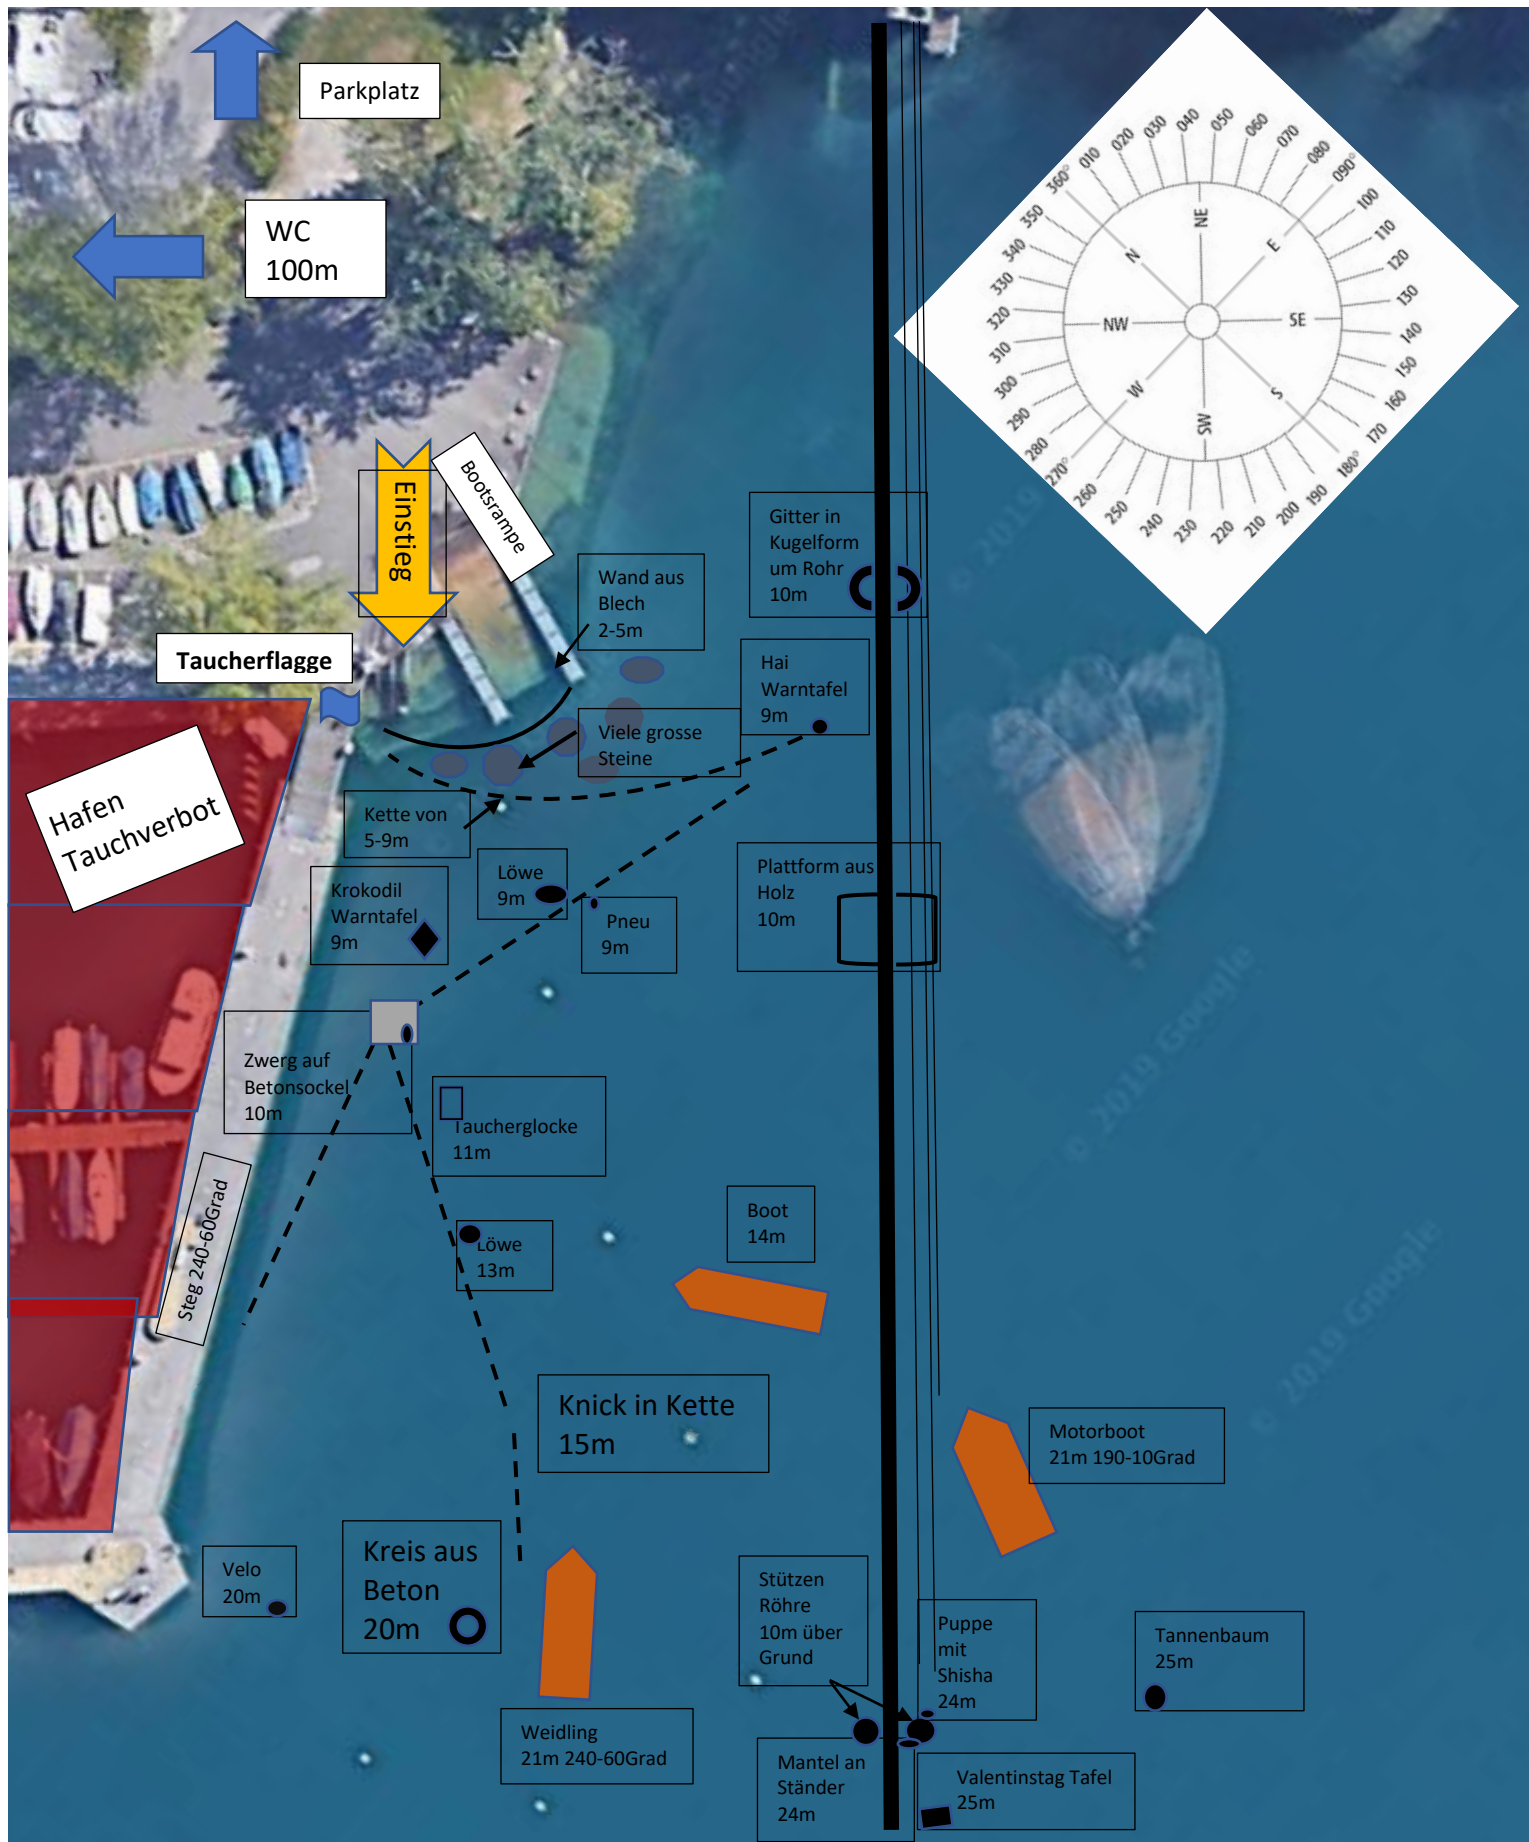 Parkplatz
WC
100m
360°
010
020
030
040
050
060
070
080
090°
100
110
120
130
140
150
160
170
180°
190
200
210
220
230
240
250
260
270°
280
290
300
310
320
330
340
350
N
NE
E
SE
S
SW
W
NW
Einstieg
Bootsrampe
Gitter in
Kugelform
um Rohr
10m
Wand aus
Blech
2-5m
Taucherflagge
Hai
Warntafel
9m
Viele grosse
Steine
Hafen
Tauchverbot
Kette von
5-9m
Krokodil
Warntafel
9m
Löwe
9m
Pneu
9m
Plattform aus
Holz
10m
Zwerg auf
Betonsockel
10m
Taucherglocke
11m
Steg 240-60Grad
Löwe
13m
Boot
14m
Knick in Kette
15m
Motorboot
21m 190-10Grad
Velo
20m
Kreis aus
Beton
20m
Stützen
Röhre
10m über
Grund
Puppe
mit
Shisha
24m
Tannenbaum
25m
Weidling
21m 240-60Grad
Mantel an
Ständer
24m
Valentinstag Tafel
25m
© 2019
© 2019 Google
© 2019 Google